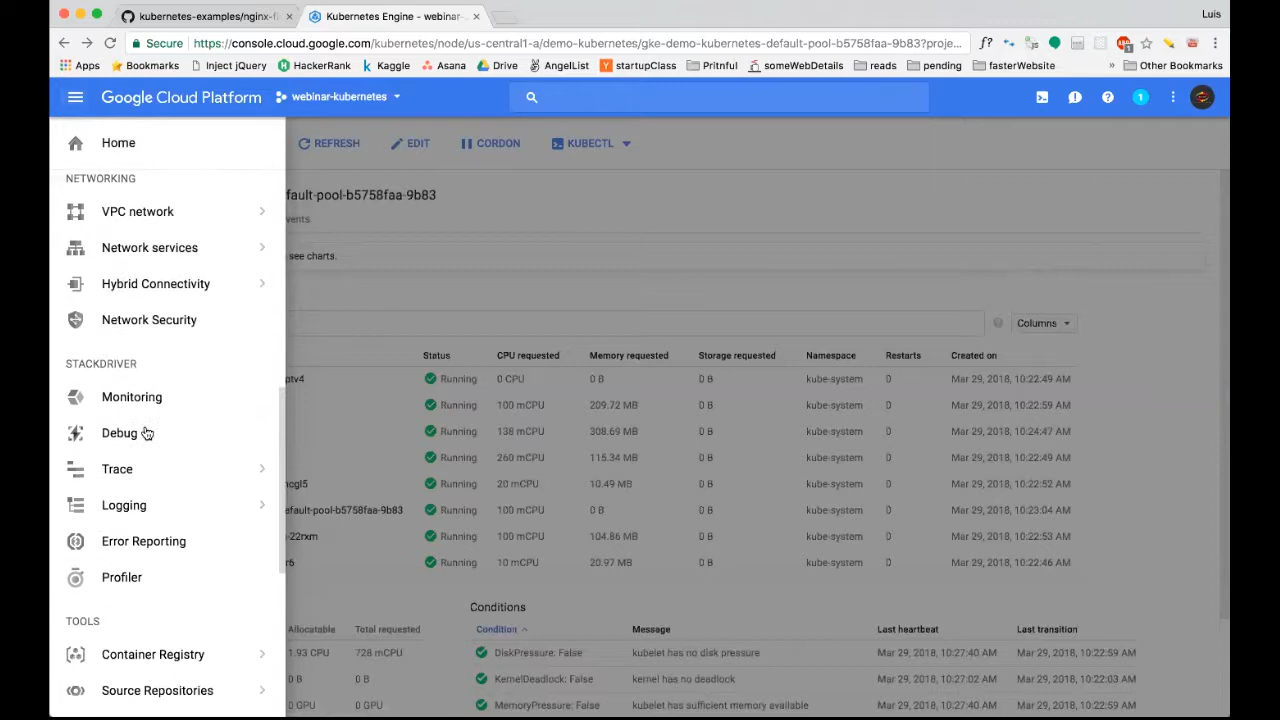 kubernetes-examples/nginx-f
Kubernetes Engine - webinar-
Luis
Secure
https://console.cloud.google.com/kubernetes/node/us-central1-a/demo-kubernetes/gke-demo-kubernetes-default-pool-b5758faa-9b83?proje...
Apps
Bookmarks
Inject jQuery
HackerRank
Kaggle
Asana
Drive
AngelList
startupClass
Pritnful
someWebDetails
reads
pending
fasterWebsite
»
Other Bookmarks
Google Cloud Platform
webinar-kubernetes
1
Home
REFRESH
EDIT
CORDON
KUBECTL
NETWORKING
fault-pool-b5758faa-9b83
VPC network
vents
Network services
see charts.
Hybrid Connectivity
Network Security
Columns
STACKDRIVER
Status CPU requested Memory requested Storage requested Namespace Restarts Created on
ptv4 Running 0 CPU 0 B 0 B kube-system 0 Mar 29, 2018, 10:22:49 AM
Monitoring
Running 100 mCPU 209.72 MB 0 B kube-system 0 Mar 29, 2018, 10:22:59 AM
Debug
Running 138 mCPU 308.69 MB 0 B kube-system 0 Mar 29, 2018, 10:24:47 AM
Running 260 mCPU 115.34 MB 0 B kube-system 0 Mar 29, 2018, 10:22:49 AM
Trace
ncgl5 Running 20 mCPU 10.49 MB 0 B kube-system 0 Mar 29, 2018, 10:22:52 AM
Logging
efault-pool-b5758faa-9b83 Running 100 mCPU 0 B 0 B kube-system 0 Mar 29, 2018, 10:23:04 AM
-22rxm Running 100 mCPU 104.86 MB 0 B kube-system 0 Mar 29, 2018, 10:22:53 AM
Error Reporting
r6 Running 10 mCPU 20.97 MB 0 B kube-system 0 Mar 29, 2018, 10:22:46 AM
Profiler
Conditions
TOOLS
Allocatable Total requested Condition Message Last heartbeat Last transition
Container Registry
1.93 CPU 728 mCPU DiskPressure: False kubelet has no disk pressure Mar 29, 2018, 10:27:40 AM Mar 29, 2018, 10:22:59 AM
0 B 0 B KernelDeadlock: False kernel has no deadlock Mar 29, 2018, 10:27:02 AM Mar 29, 2018, 10:22:03 AM
Source Repositories
0 GPU 0 GPU MemoryPressure: False kubelet has sufficient memory available Mar 29, 2018, 10:27:40 AM Mar 29, 2018, 10:22:59 AM